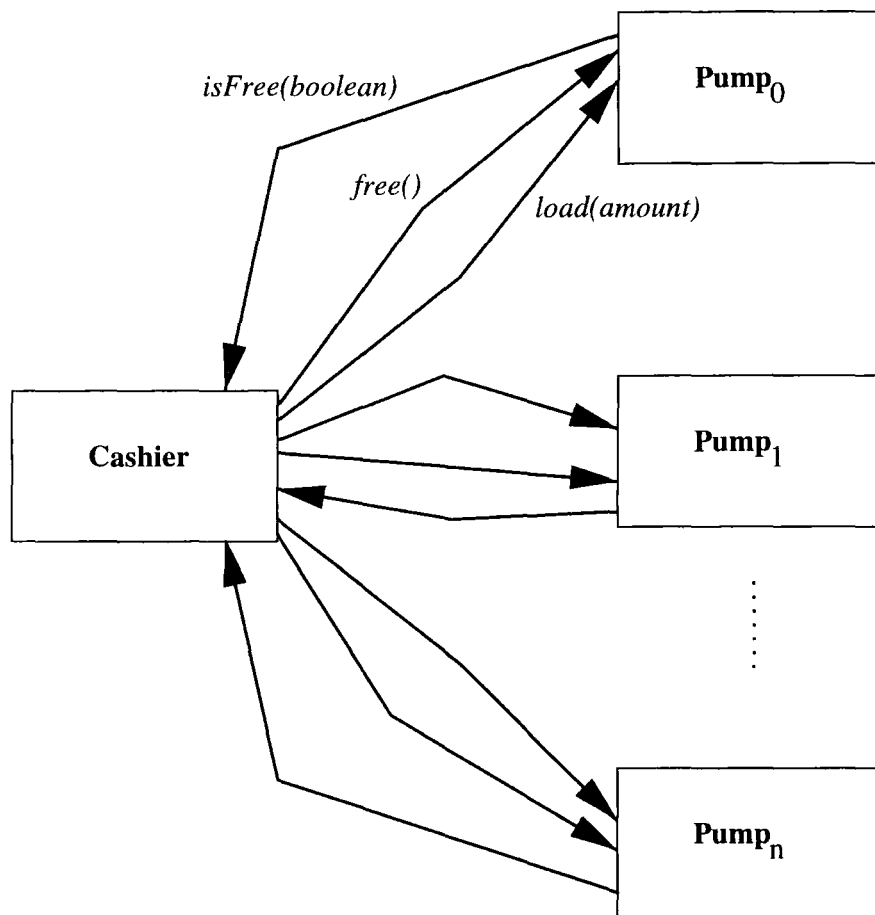 Pump0
isFree(boolean)
free()
load(amount)
Pump1
Cashier
Pumpn